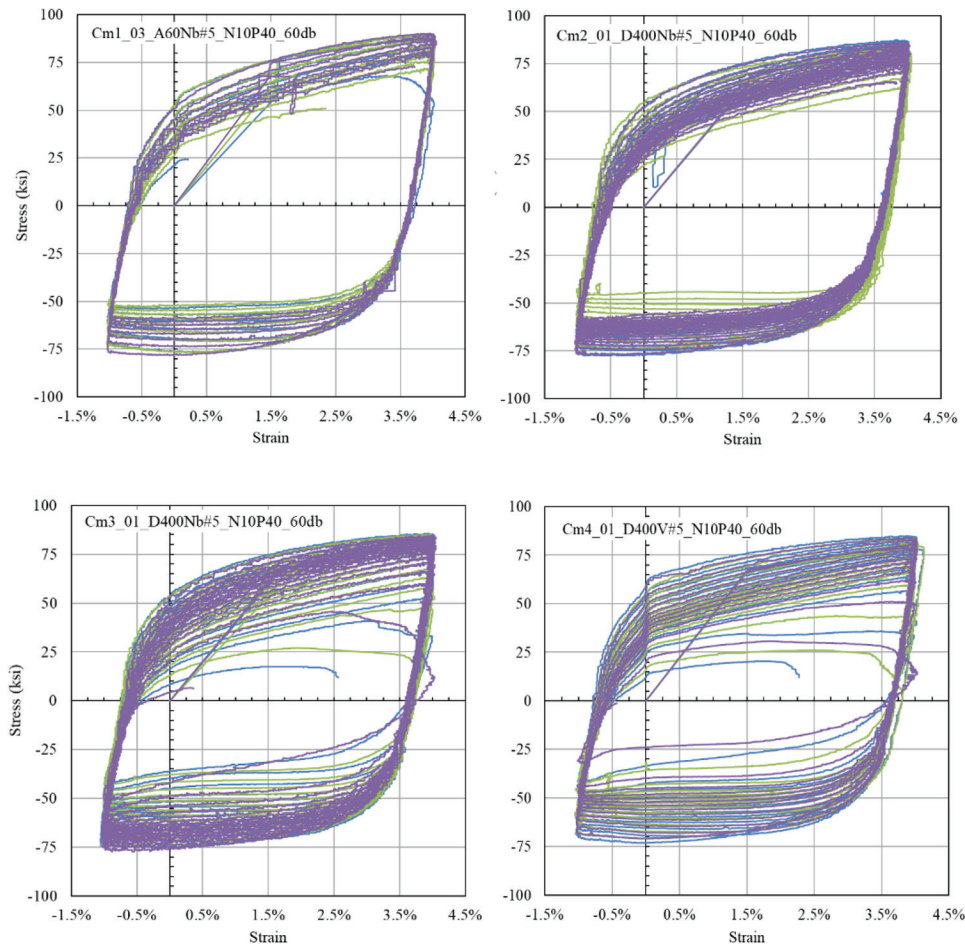 Cm1_03_A60Nb#5_N10P40_60db
100
75
50
25
0
-25
-50
-75
-100
Stress (ksi)
-1.5% -0.5% 0.5% 1.5% 2.5% 3.5% 4.5%
Strain
Cm2_01_D400Nb#5_N10P40_60db
100
75
50
25
0
-25
-50
-75
-100
-1.5% -0.5% 0.5% 1.5% 2.5% 3.5% 4.5%
Strain
Cm3_01_D400Nb#5_N10P40_60db
100
75
50
25
0
-25
-50
-75
-100
Stress (ksi)
-1.5% -0.5% 0.5% 1.5% 2.5% 3.5% 4.5%
Strain
Cm4_01_D400V#5_N10P40_60db
100
75
50
25
0
-25
-50
-75
-100
-1.5% -0.5% 0.5% 1.5% 2.5% 3.5% 4.5%
Strain